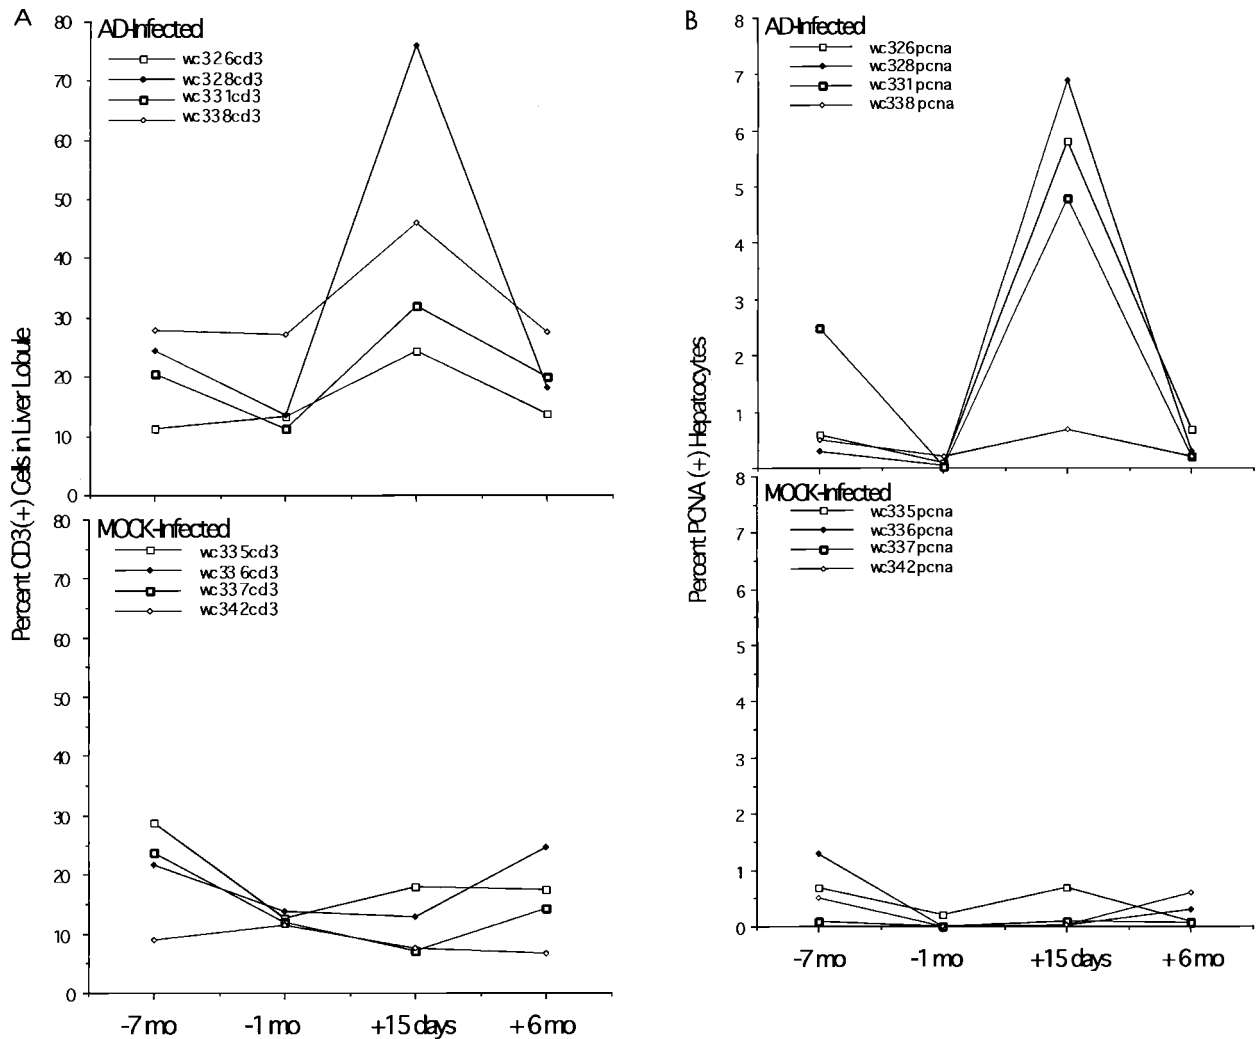 A
AD-Infected
wc326cd3
wc328cd3
wc331cd3
wc338cd3
80
70
60
50
40
30
20
10
0
MOCK-Infected
wc335cd3
wc336cd3
wc337cd3
wc342cd3
80
70
60
50
40
30
20
10
0
-7 mo
-1 mo
+15 days
+6 mo
Percent CD3(+) Cells in Liver Lobule
B
AD-Infected
wc326pcna
wc328pcna
wc331pcna
wc338pcna
8
7
6
5
4
3
2
1
MOCK-Infected
wc335pcna
wc336pcna
wc337pcna
wc342pcna
8
7
6
5
4
3
2
1
0
-7 mo
-1 mo
+15 days
+6 mo
Percent PCNA (+) Hepatocytes